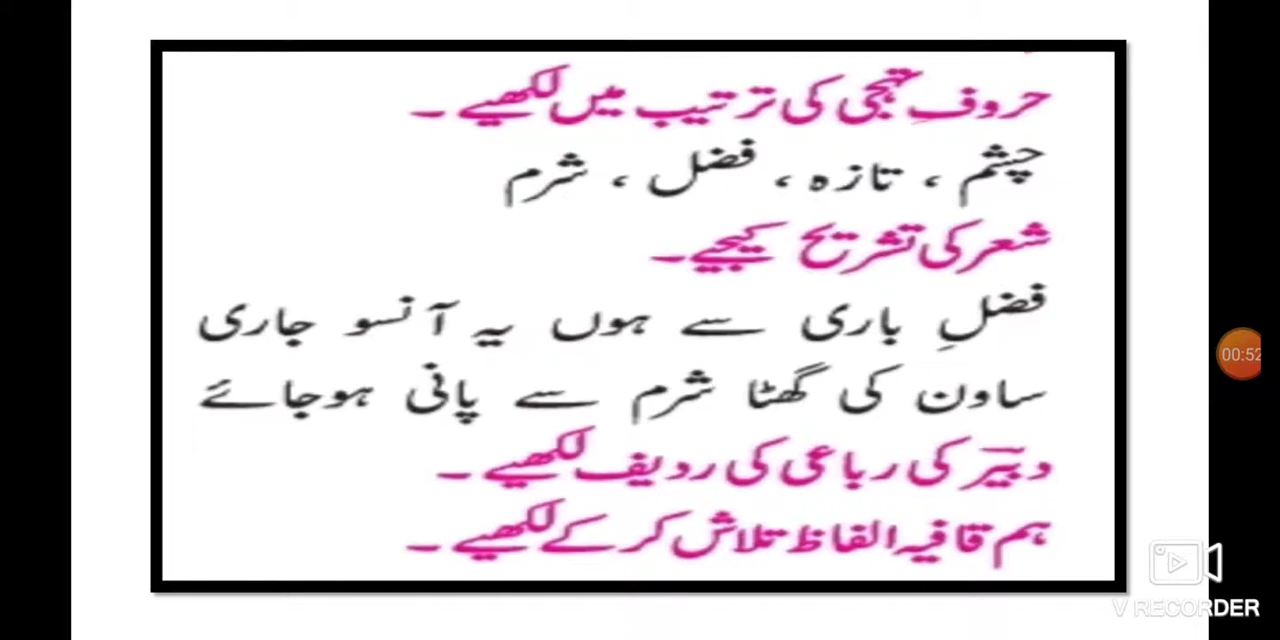 حروفِ تہجی کی ترتیب میں لکھیے۔
چشم ، تازہ ، فضل ، شرم
شعر کی تشریح کیجیے۔
فضلِ باری سے ہوں یہ آنسو جاری
ساون کی گھٹا شرم سے پانی ہوجائے
دبیرؔ کی رباعی کی ردیف لکھیے۔
ہم قافیہ الفاظ تلاش کرکے لکھیے۔
00:52
V RECORDER